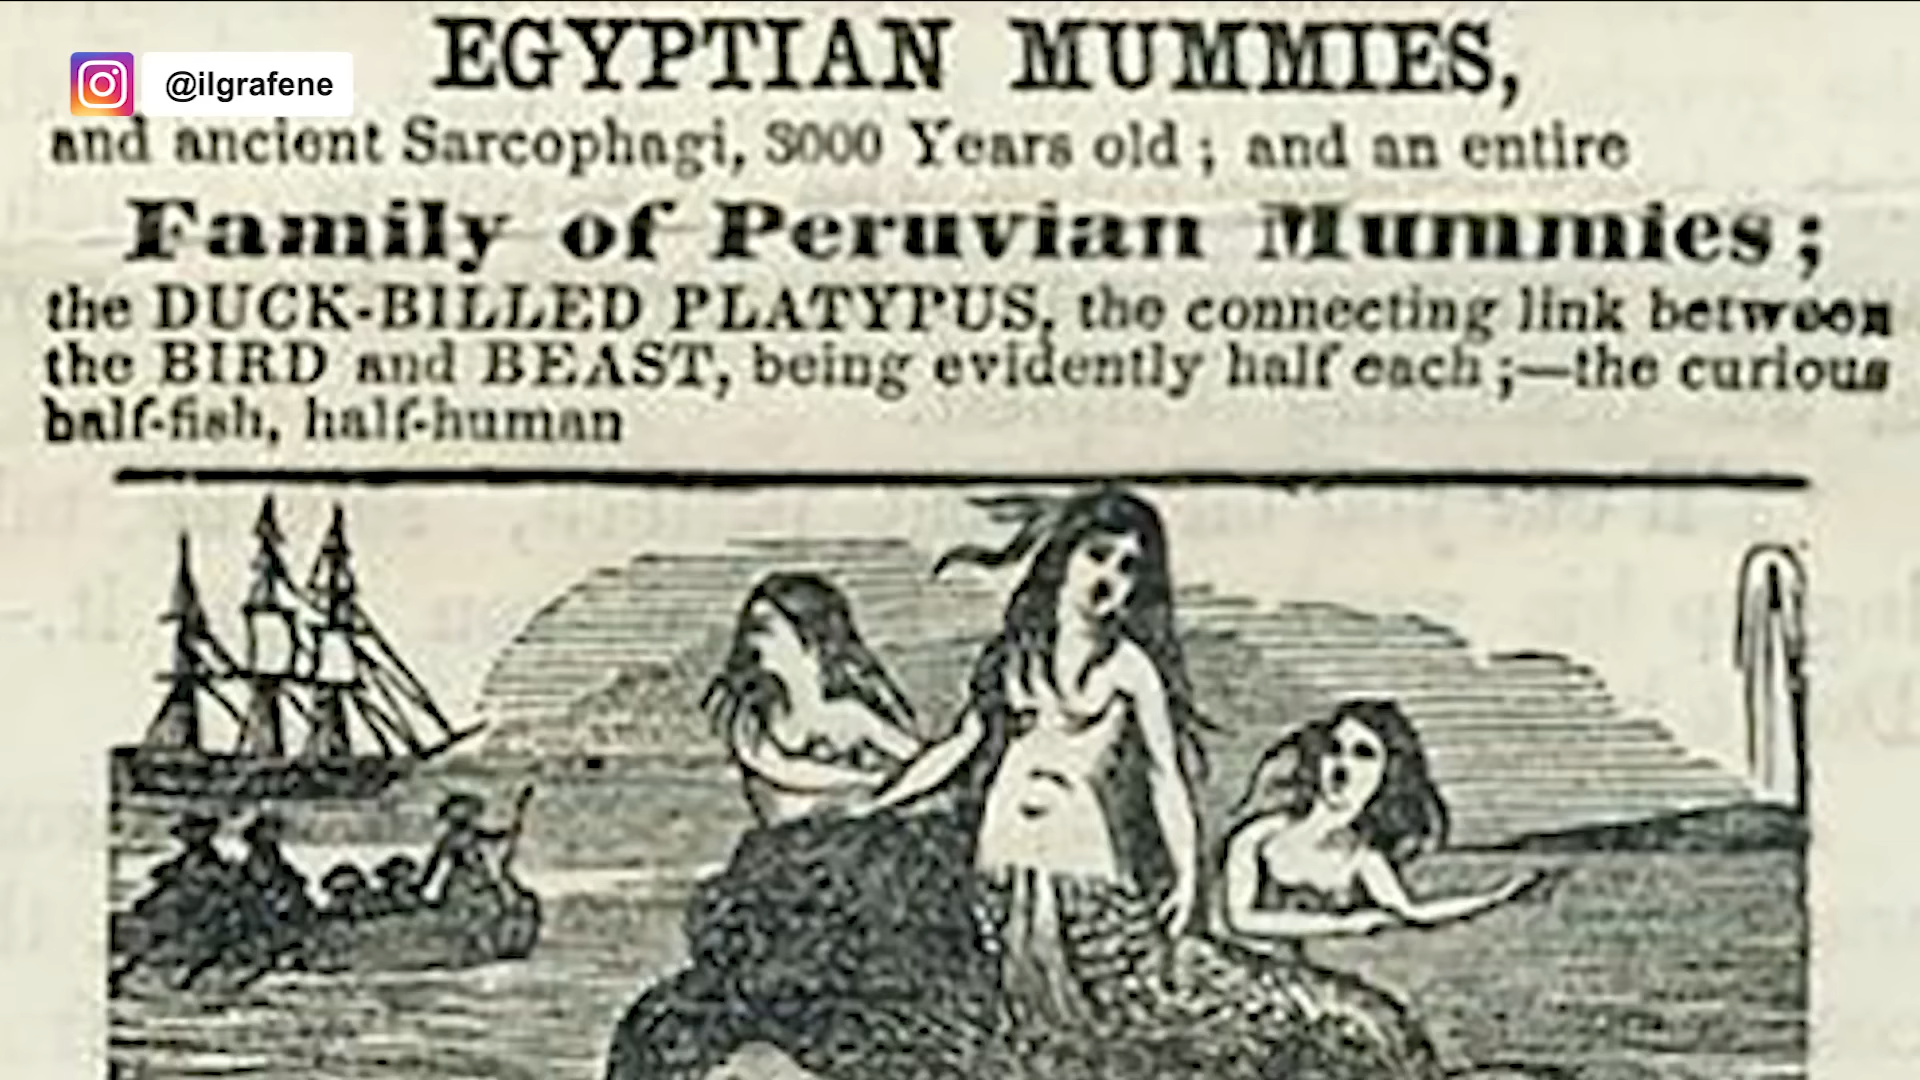 @ilgrafene
EGYPTIAN MUMMIES,
and ancient Sarcophagi, 3000 Years old ; and an entire
Family of Peruvian Mummies ;
the DUCK-BILLED PLATYPUS, the connecting link between
the BIRD and BEAST, being evidently half each ;—the curious
half-fish, half-human